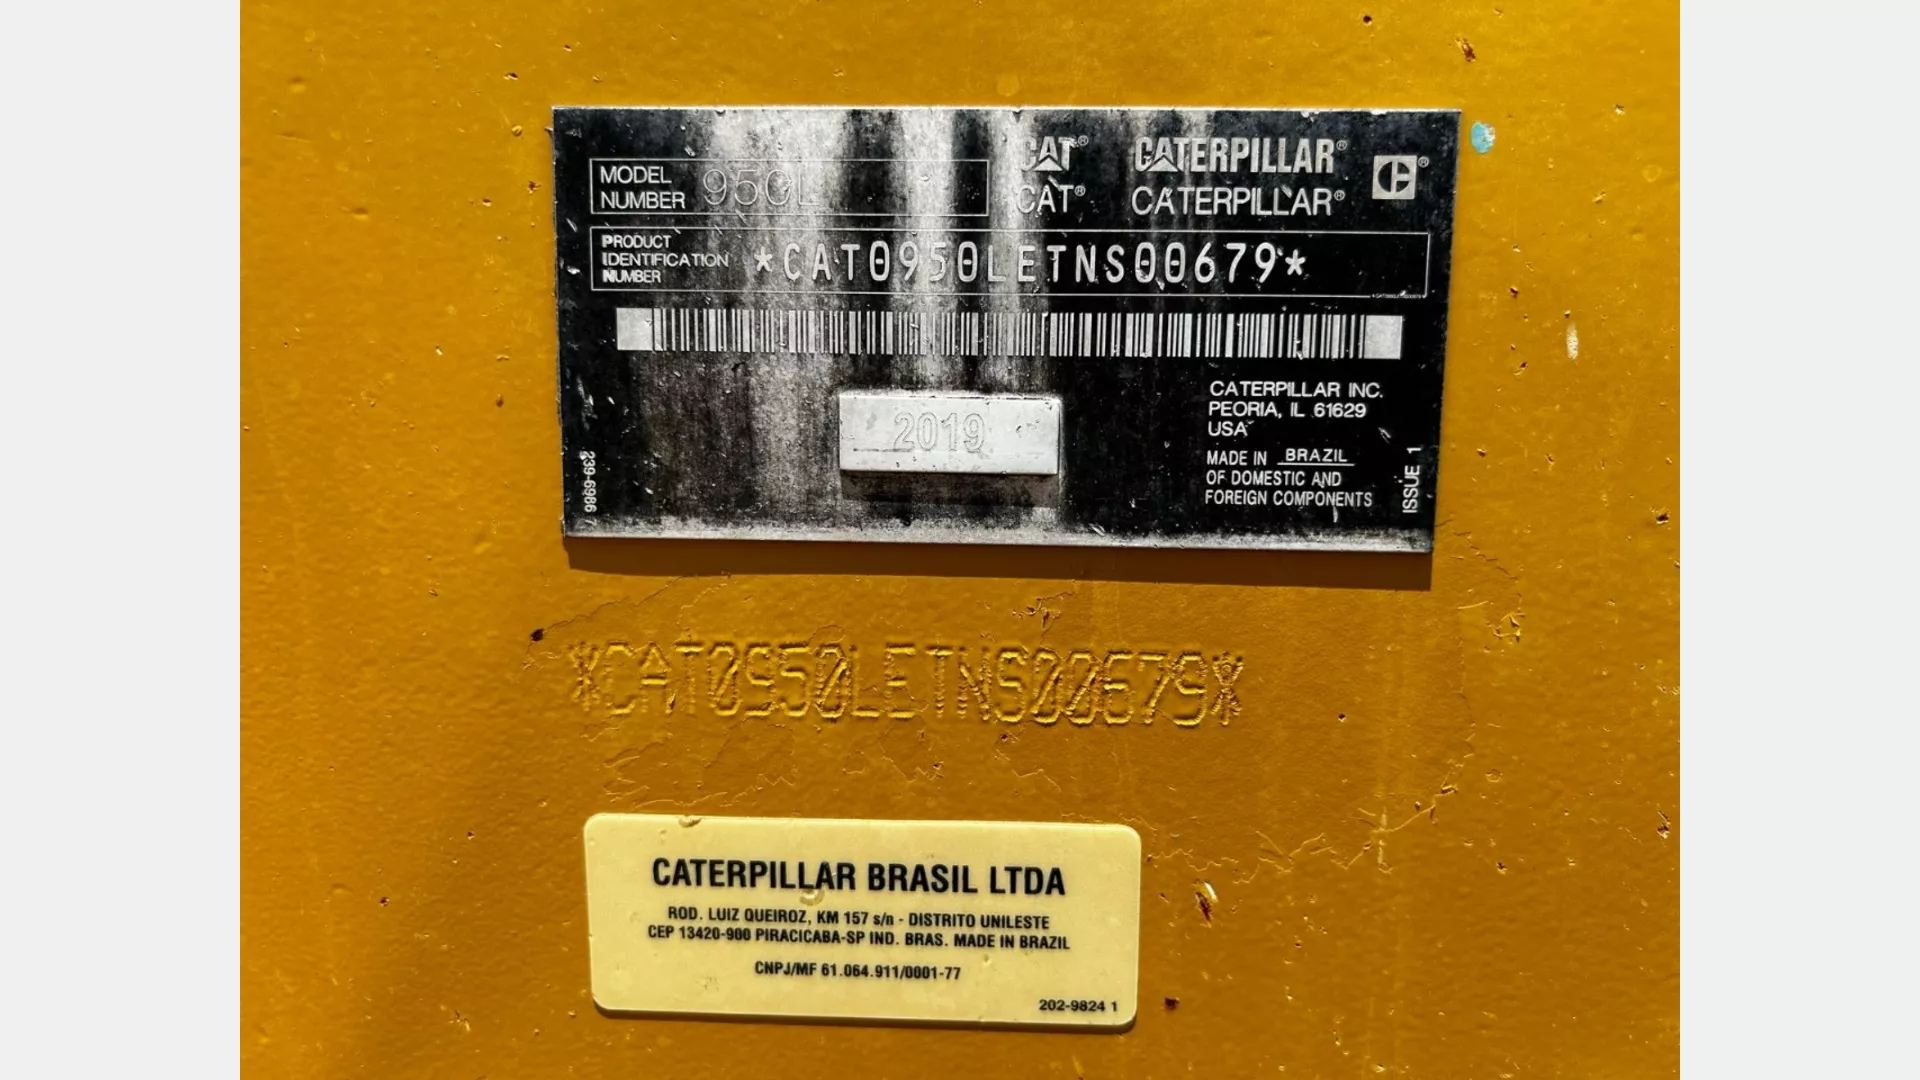 MODEL NUMBER 950L
CAT® CATERPILLAR®
CAT® CATERPILLAR®
PRODUCT IDENTIFICATION NUMBER *CAT0950LETNS00679*
2019
CATERPILLAR INC.
PEORIA, IL 61629
USA
MADE IN BRAZIL
OF DOMESTIC AND
FOREIGN COMPONENTS
239-6986 7
ISSUE 1
*CAT0950LETNS00679*
CATERPILLAR BRASIL LTDA
ROD. LUIZ QUEIROZ, KM 157 s/n - DISTRITO UNILESTE
CEP 13420-900 PIRACICABA-SP IND. BRAS. MADE IN BRAZIL
CNPJ/MF 61.064.911/0001-77
202-9824 1